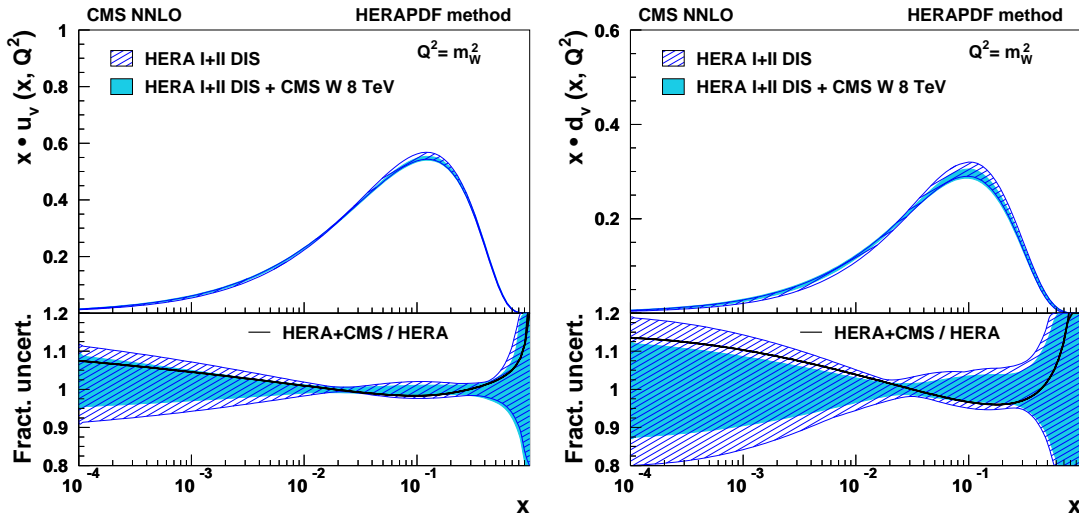 CMS NNLO HERAPDF method
x • u_v (x, Q²)
Q² = m_W²
HERA I+II DIS
HERA I+II DIS + CMS W 8 TeV
1
0.8
0.6
0.4
0.2
Fract. uncert.
HERA+CMS / HERA
1.2
1.1
1
0.9
0.8
10⁻⁴ 10⁻³ 10⁻² 10⁻¹
x
CMS NNLO HERAPDF method
x • d_v (x, Q²)
Q² = m_W²
HERA I+II DIS
HERA I+II DIS + CMS W 8 TeV
0.6
0.4
0.2
Fract. uncert.
HERA+CMS / HERA
1.2
1.1
1
0.9
0.8
10⁻⁴ 10⁻³ 10⁻² 10⁻¹
x